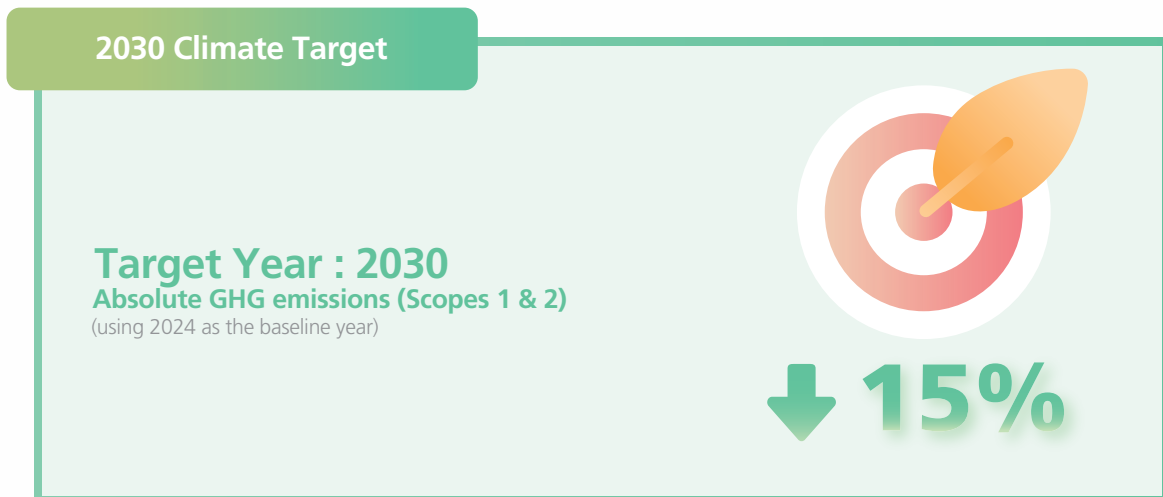 2030 Climate Target
Target Year : 2030
Absolute GHG emissions (Scopes 1 & 2)
(using 2024 as the baseline year)
15%